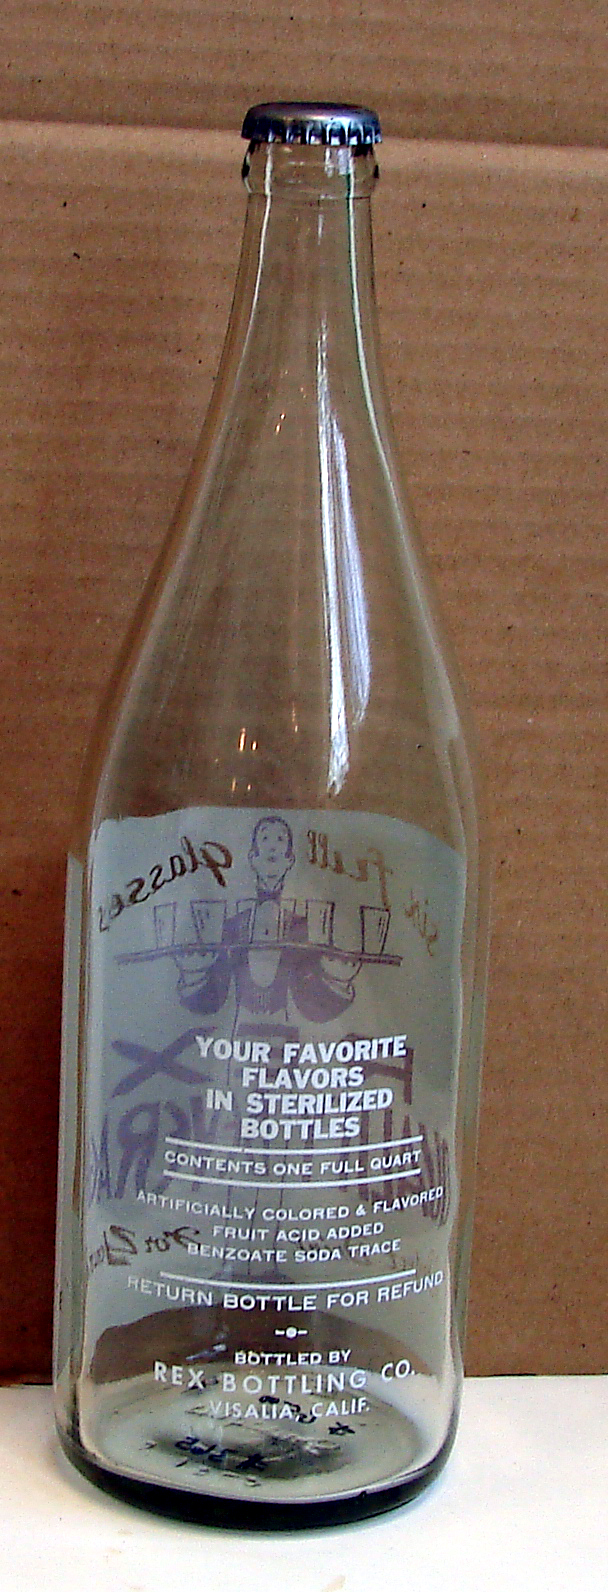 six full glasses
YOUR FAVORITE
FLAVORS
IN STERILIZED
BOTTLES
CONTENTS ONE FULL QUART
ARTIFICIALLY COLORED & FLAVORED
FRUIT ACID ADDED
BENZOATE SODA TRACE
RETURN BOTTLE FOR REFUND
BOTTLED BY
REX BOTTLING CO.
VISALIA, CALIF.